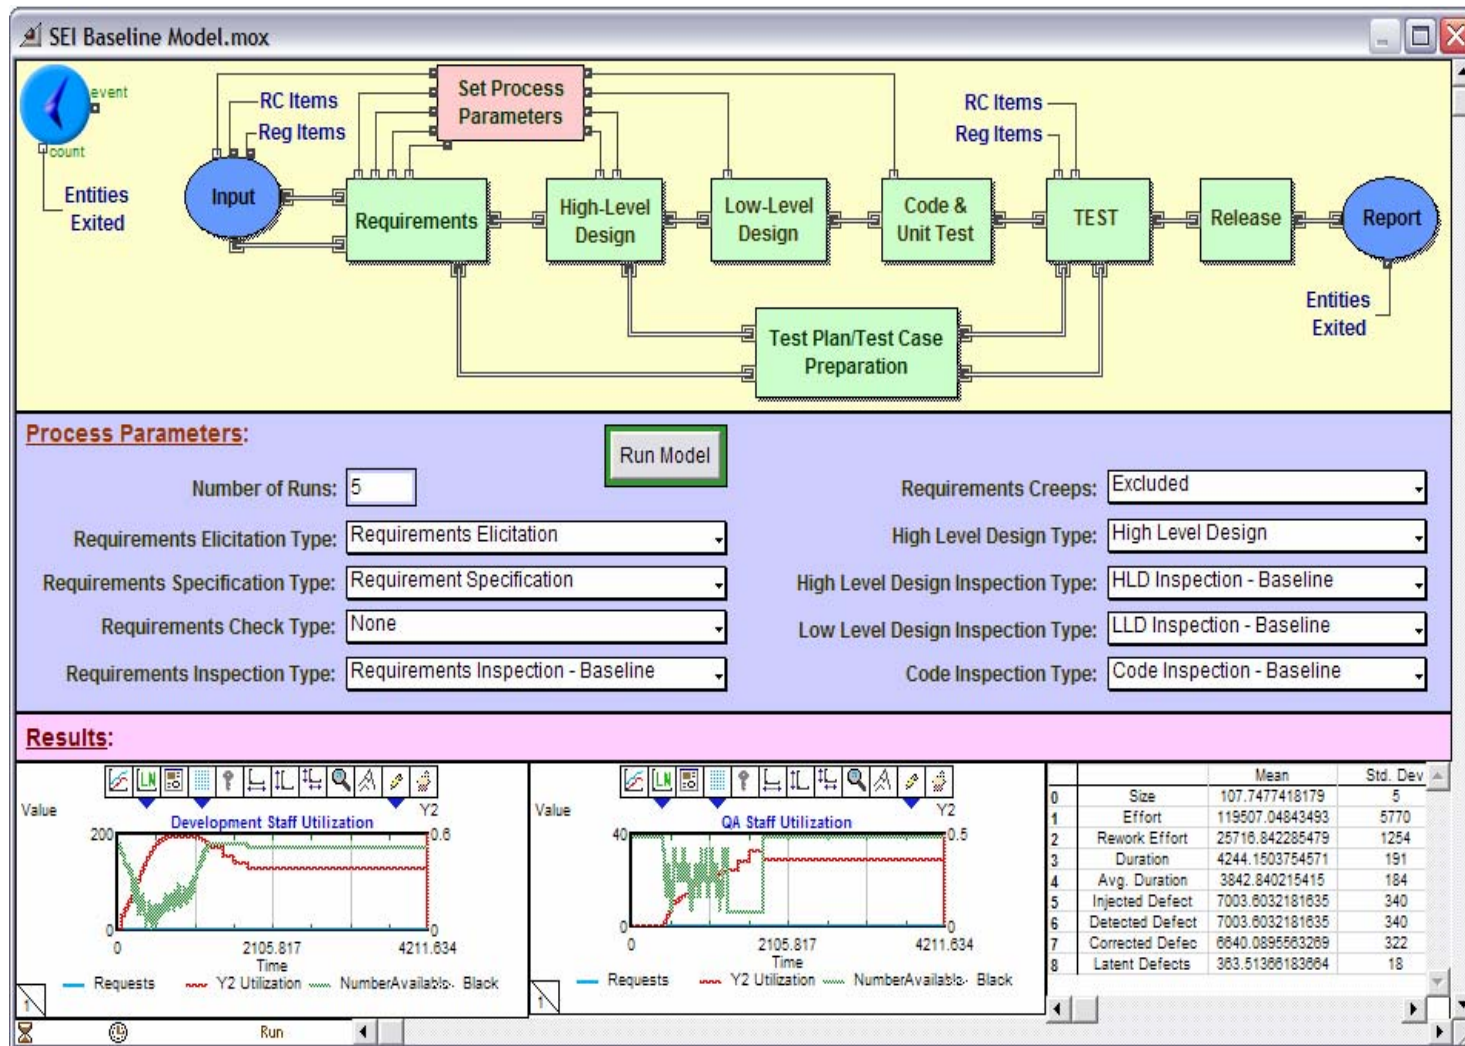 SEI Baseline Model.mox
event
count
Entities
Exited
RC Items
Reg Items
Input
Set Process
Parameters
Requirements
High-Level
Design
Low-Level
Design
Code &
Unit Test
RC Items
Reg Items
TEST
Release
Report
Entities
Exited
Test Plan/Test Case
Preparation
Process Parameters:
Run Model
Number of Runs: 5
Requirements Elicitation Type: Requirements Elicitation
Requirements Specification Type: Requirement Specification
Requirements Check Type: None
Requirements Inspection Type: Requirements Inspection - Baseline
Requirements Creeps: Excluded
High Level Design Type: High Level Design
High Level Design Inspection Type: HLD Inspection - Baseline
Low Level Design Inspection Type: LLD Inspection - Baseline
Code Inspection Type: Code Inspection - Baseline
Results:
LN
Value Y2
Development Staff Utilization
200 0.6
0 0
0 2105.817 4211.634
Time
Requests Y2 Utilization NumberAvailable Black
1
LN
Value Y2
QA Staff Utilization
40 0.5
0 0
0 2105.817 4211.634
Time
Requests Y2 Utilization NumberAvailable Black
1
Mean Std. Dev
0 Size 107.7477418179 5
1 Effort 119507.04843493 5770
2 Rework Effort 25716.842285479 1254
3 Duration 4244.1503754571 191
4 Avg. Duration 3842.840215415 184
5 Injected Defect 7003.6032181635 340
6 Detected Defect 7003.6032181635 340
7 Corrected Defec 6640.0895563269 322
8 Latent Defects 363.51366183664 18
Run